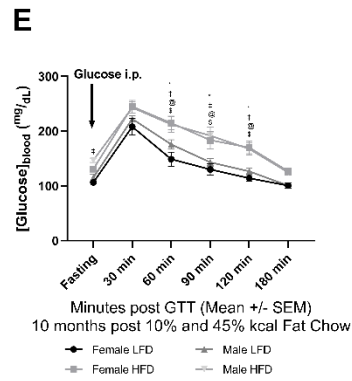 E
Glucose i.p.
[Glucose]blood (mg/dL)
300
200
100
0
‡
* † @ $
* ‡ @ $
* † @ $
Fasting
30 min
60 min
90 min
120 min
180 min
Minutes post GTT (Mean +/- SEM)
10 months post 10% and 45% kcal Fat Chow
Female LFD
Male LFD
Female HFD
Male HFD